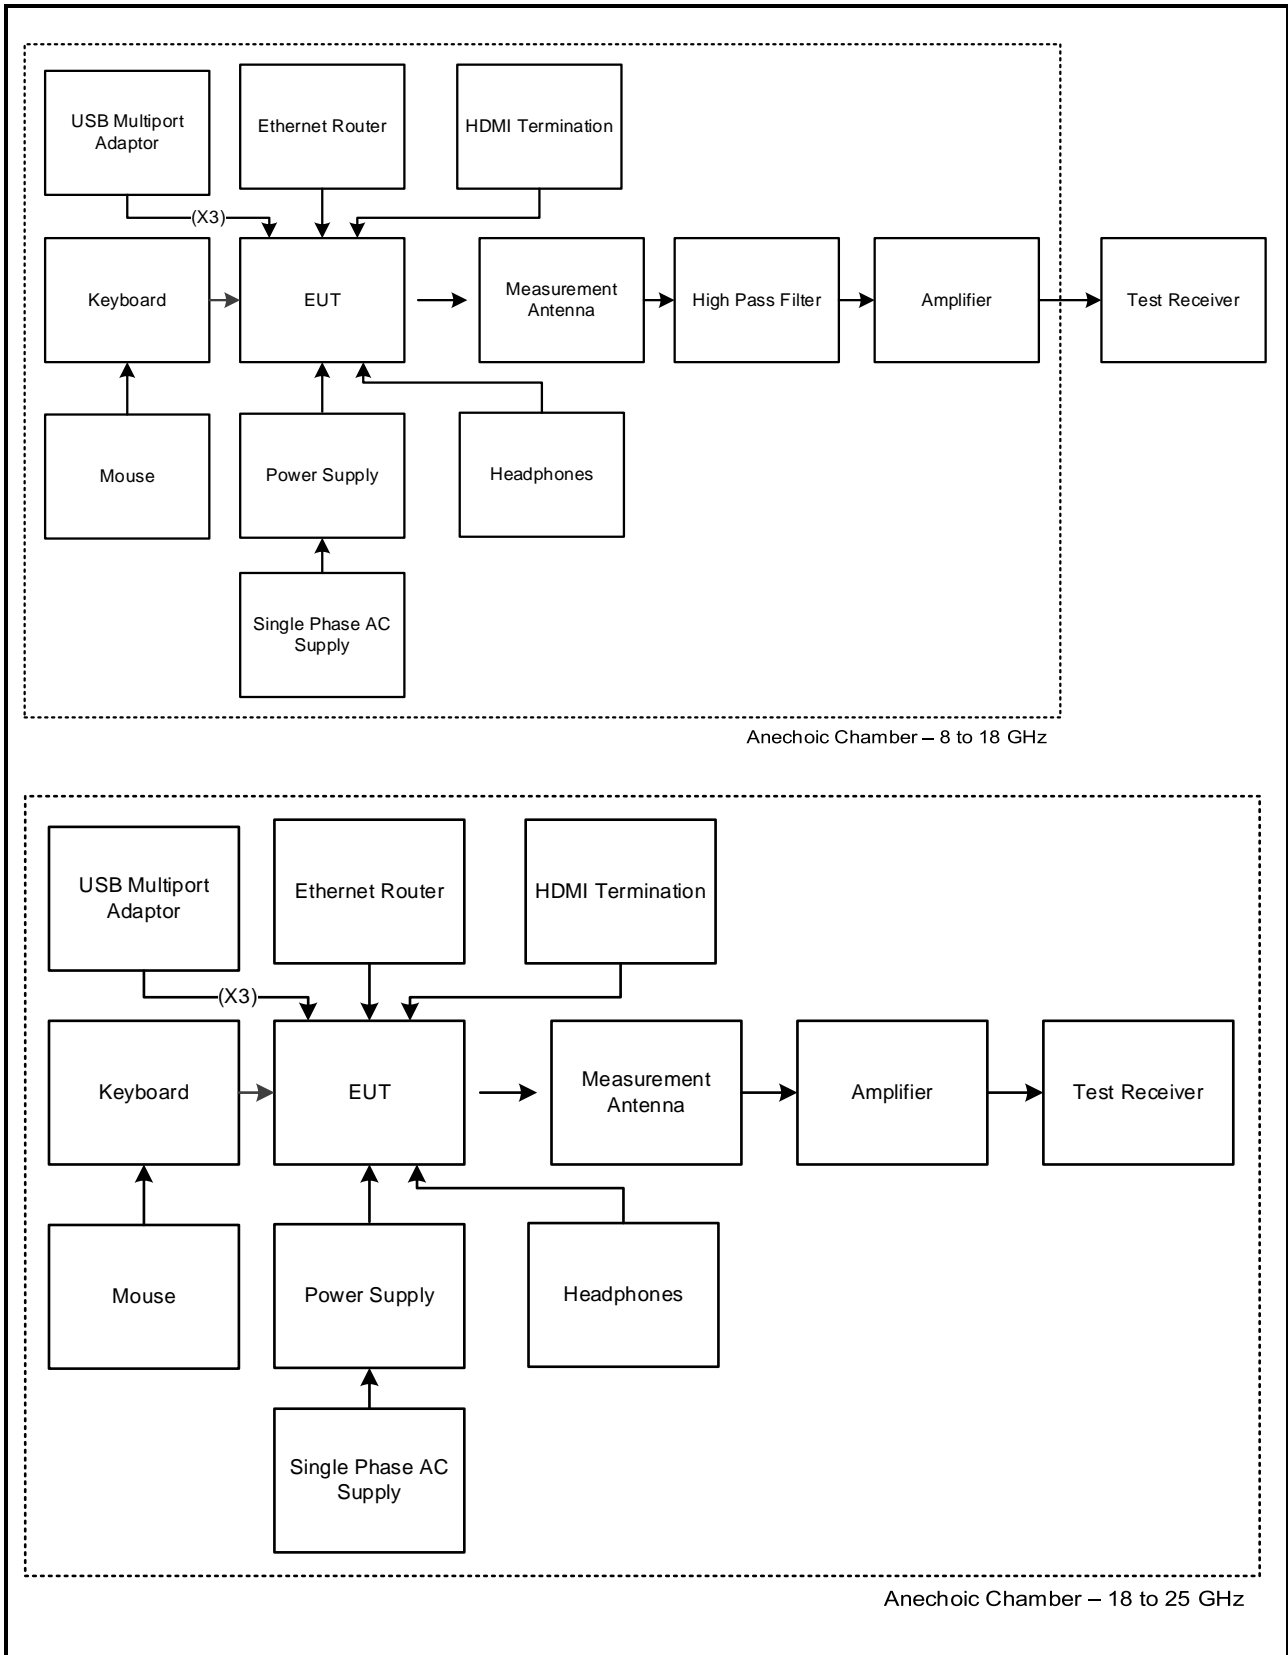 USB Multiport
Adaptor
Ethernet Router
HDMI Termination
(X3)
Keyboard
EUT
Measurement
Antenna
High Pass Filter
Amplifier
Test Receiver
Mouse
Power Supply
Headphones
Single Phase AC
Supply
Anechoic Chamber – 8 to 18 GHz
USB Multiport
Adaptor
Ethernet Router
HDMI Termination
(X3)
Keyboard
EUT
Measurement
Antenna
Amplifier
Test Receiver
Mouse
Power Supply
Headphones
Single Phase AC
Supply
Anechoic Chamber – 18 to 25 GHz